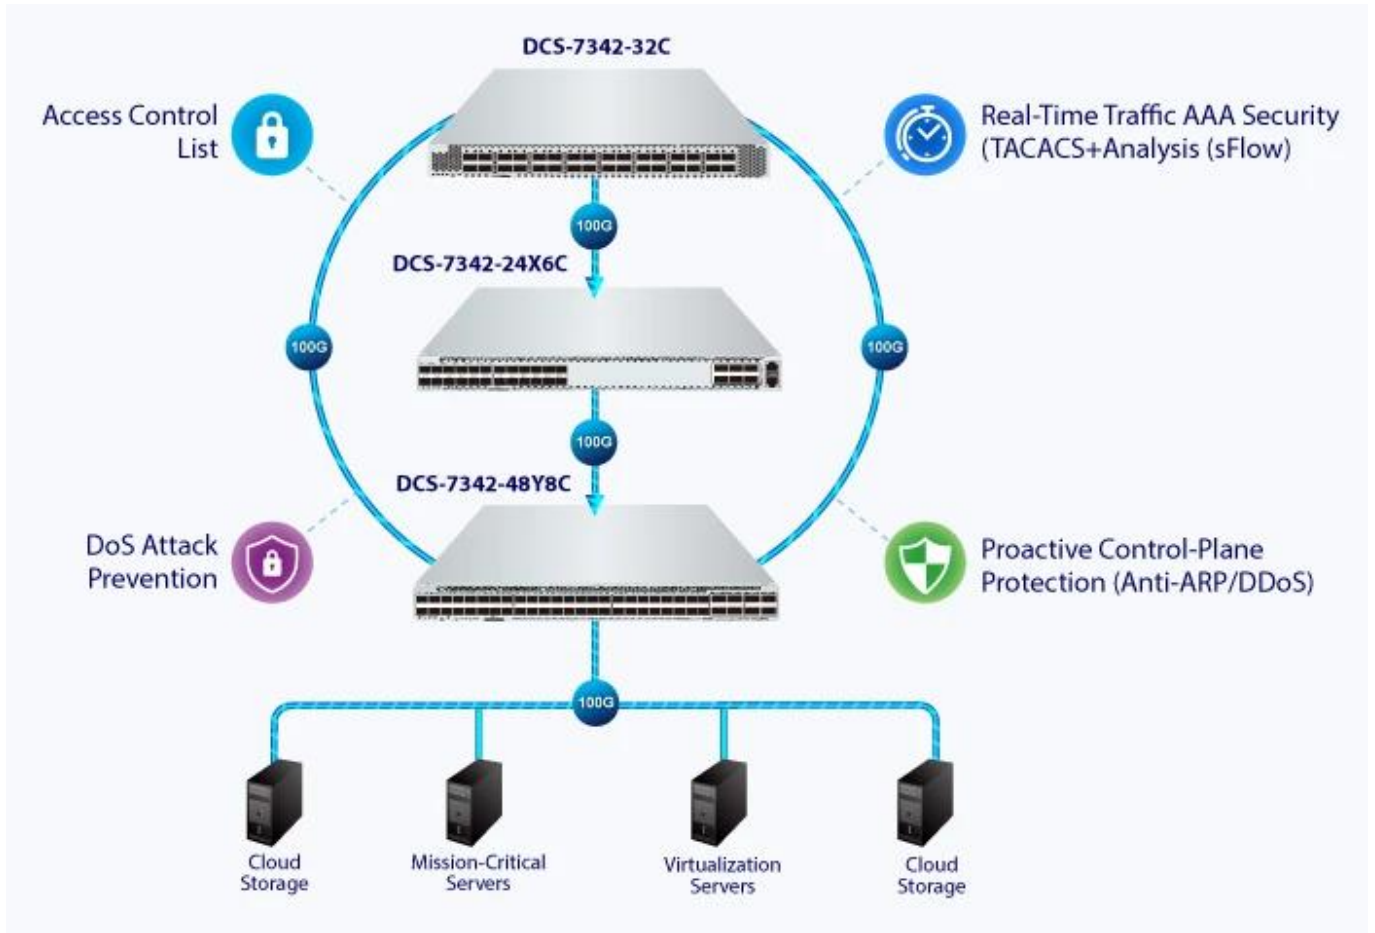 DCS-7342-32C
Access Control
List
Real-Time Traffic AAA Security
(TACACS+Analysis (sFlow)
100G
DCS-7342-24X6C
100G
100G
100G
DCS-7342-48Y8C
DoS Attack
Prevention
Proactive Control-Plane
Protection (Anti-ARP/DDoS)
100G
Cloud
Storage
Mission-Critical
Servers
Virtualization
Servers
Cloud
Storage